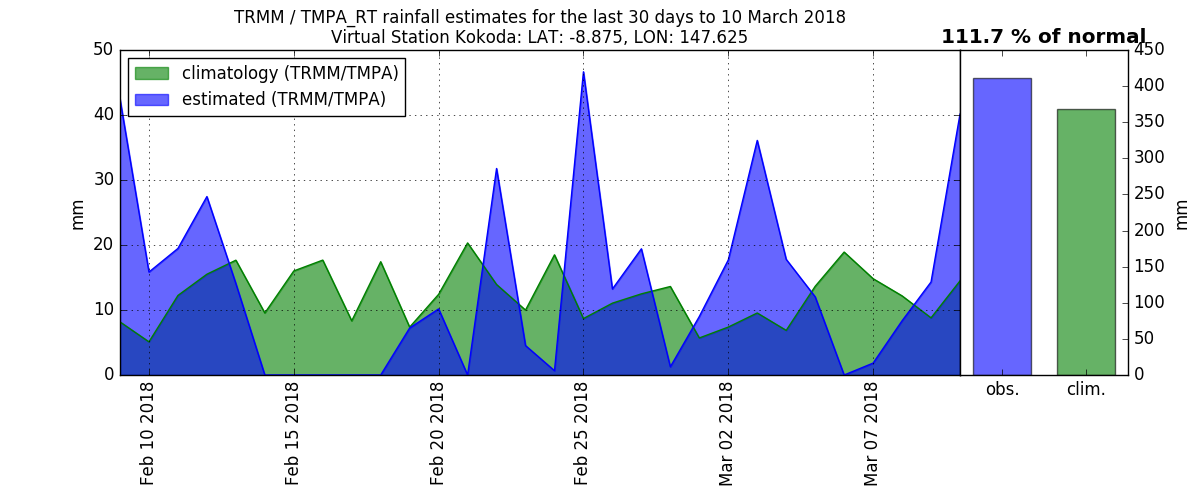 TRMM / TMPA_RT rainfall estimates for the last 30 days to 10 March 2018
Virtual Station Kokoda: LAT: -8.875, LON: 147.625
111.7 % of normal
climatology (TRMM/TMPA)
estimated (TRMM/TMPA)
50
40
30
20
10
0
mm
Feb 10 2018
Feb 15 2018
Feb 20 2018
Feb 25 2018
Mar 02 2018
Mar 07 2018
obs.
clim.
450
400
350
300
250
200
150
100
50
0
mm